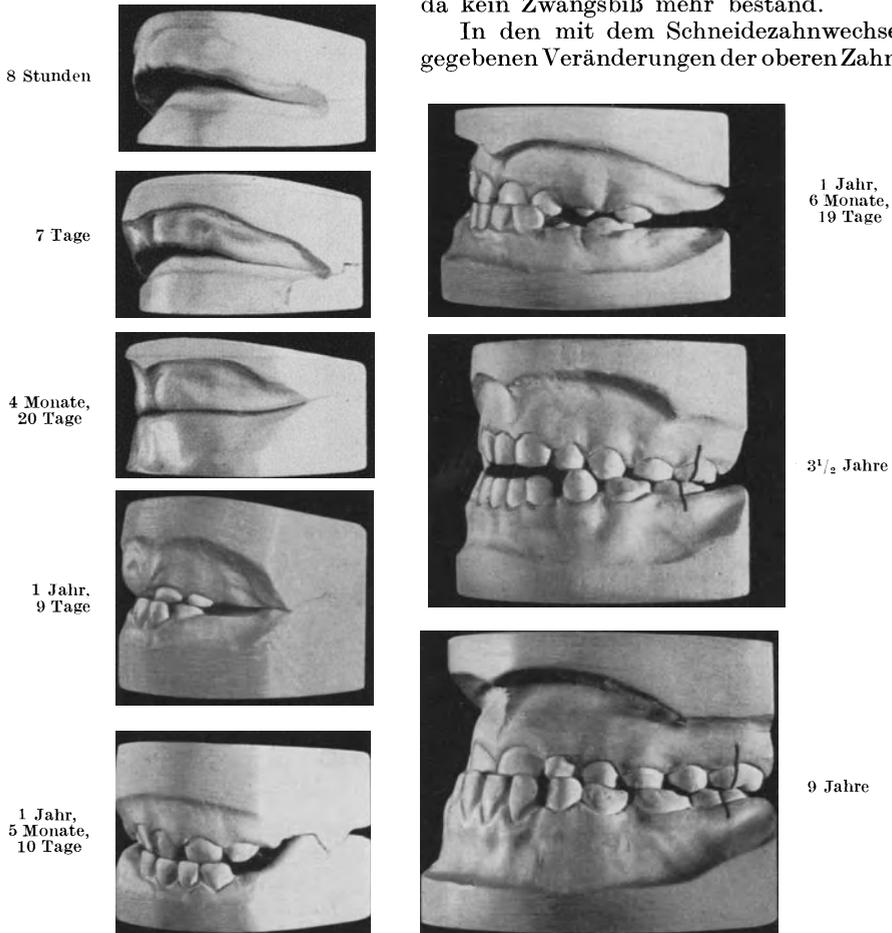 da kein Zwangsbiß mehr bestand.
In den mit dem Schneidezahnwechse
gegebenen Veränderungen der oberen Zahr
8 Stunden
7 Tage
4 Monate,
20 Tage
1 Jahr.
9 Tage
1 Jahr,
5 Monate,
10 Tage
1 Jahr,
6 Monate,
19 Tage
3¹/₂ Jahre
9 Jahre